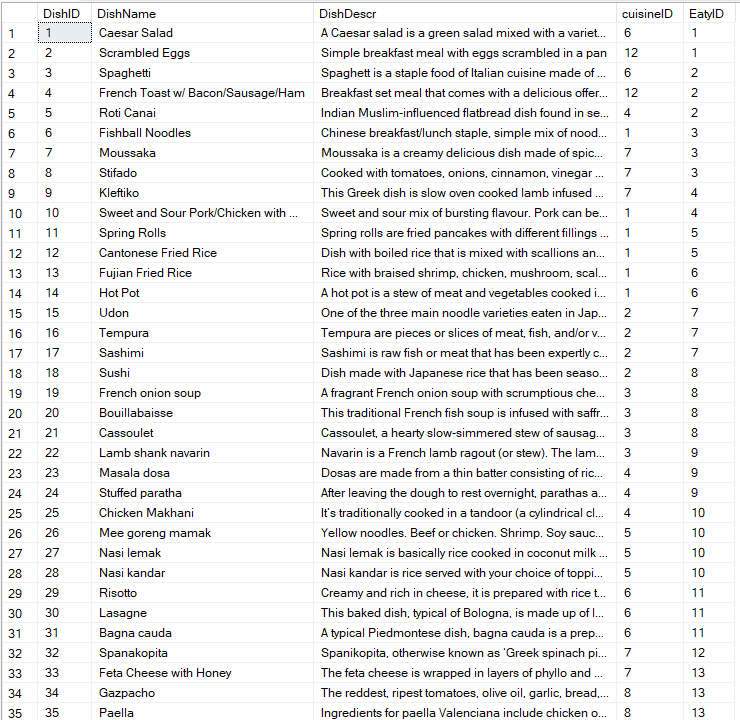 DishID DishName DishDescr cuisineID EatyID
1 1 Caesar Salad A Caesar salad is a green salad mixed with a variet... 6 1
2 2 Scrambled Eggs Simple breakfast meal with eggs scrambled in a pan 12 1
3 3 Spaghetti Spaghett is a staple food of Italian cuisine made of ... 6 2
4 4 French Toast w/ Bacon/Sausage/Ham Breakfast set meal that comes with a delicious offer... 12 2
5 5 Roti Canai Indian Muslim-influenced flatbread dish found in se... 4 2
6 6 Fishball Noodles Chinese breakfast/lunch staple, simple mix of nood... 1 3
7 7 Moussaka Moussaka is a creamy delicious dish made of spic... 7 3
8 8 Stifado Cooked with tomatoes, onions, cinnamon, vinegar ... 7 3
9 9 Kleftiko This Greek dish is slow oven cooked lamb infused ... 7 4
10 10 Sweet and Sour Pork/Chicken with ... Sweet and sour mix of bursting flavour. Pork can be... 1 4
11 11 Spring Rolls Spring rolls are fried pancakes with different fillings ... 1 5
12 12 Cantonese Fried Rice Dish with boiled rice that is mixed with scallions an... 1 5
13 13 Fujian Fried Rice Rice with braised shrimp, chicken, mushroom, scal... 1 6
14 14 Hot Pot A hot pot is a stew of meat and vegetables cooked i... 1 6
15 15 Udon One of the three main noodle varieties eaten in Jap... 2 7
16 16 Tempura Tempura are pieces or slices of meat, fish, and/or v... 2 7
17 17 Sashimi Sashimi is raw fish or meat that has been expertly c... 2 7
18 18 Sushi Dish made with Japanese rice that has been seaso... 2 8
19 19 French onion soup A fragrant French onion soup with scrumptious che... 3 8
20 20 Bouillabaisse This traditional French fish soup is infused with saffr... 3 8
21 21 Cassoulet Cassoulet, a hearty slow-simmered stew of sausag... 3 8
22 22 Lamb shank navarin Navarin is a French lamb ragout (or stew). The lam... 3 9
23 23 Masala dosa Dosas are made from a thin batter consisting of ric... 4 9
24 24 Stuffed paratha After leaving the dough to rest overnight, parathas a... 4 9
25 25 Chicken Makhani It's traditionally cooked in a tandoor (a cylindrical cl... 4 10
26 26 Mee goreng mamak Yellow noodles. Beef or chicken. Shrimp. Soy sauc... 5 10
27 27 Nasi lemak Nasi lemak is basically rice cooked in coconut milk ... 5 10
28 28 Nasi kandar Nasi kandar is rice served with your choice of toppi... 5 10
29 29 Risotto Creamy and rich in cheese, it is prepared with rice t... 6 11
30 30 Lasagne This baked dish, typical of Bologna, is made up of l... 6 11
31 31 Bagna cauda A typical Piedmontese dish, bagna cauda is a prep... 6 11
32 32 Spanakopita Spanikopita, otherwise known as 'Greek spinach pi... 7 12
33 33 Feta Cheese with Honey The feta cheese is wrapped in layers of phyllo and ... 7 13
34 34 Gazpacho The reddest, ripest tomatoes, olive oil, garlic, bread,... 8 13
35 35 Paella Ingredients for paella Valenciana include chicken o... 8 13